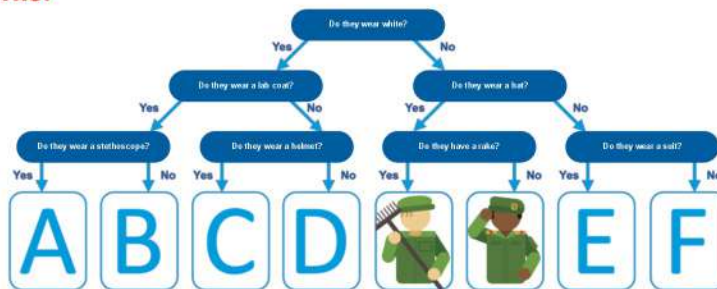 Do they wear white?
Yes No
Do they wear a lab coat? Do they wear a hat?
Yes No Yes No
Do they wear a stethoscope? Do they wear a helmet? Do they have a rake? Do they wear a suit?
Yes No Yes No Yes No Yes
A B C D E F